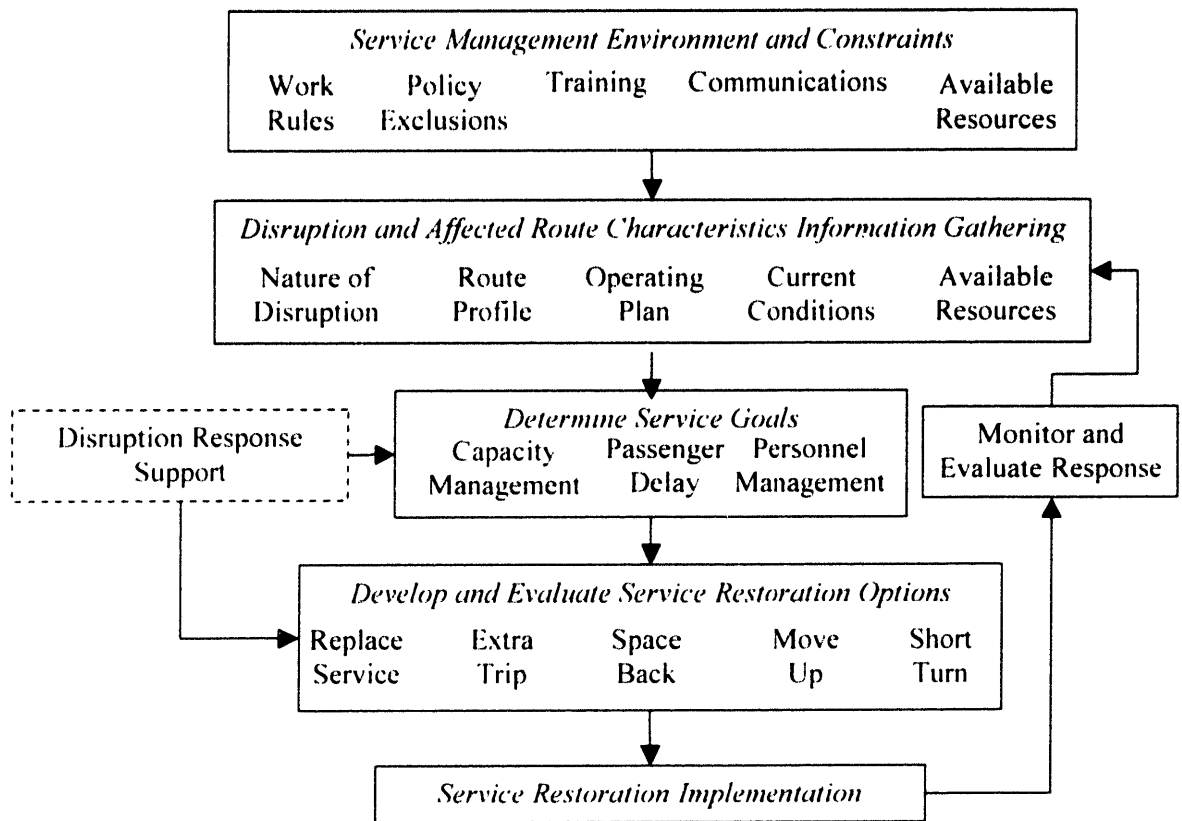 Service Management Environment and Constraints
Work Policy Training Communications Available
Rules Exclusions Resources
Disruption and Affected Route Characteristics Information Gathering
Nature of Route Operating Current Available
Disruption Profile Plan Conditions Resources
Determine Service Goals
Capacity Passenger Personnel
Management Delay Management
Disruption Response
Support
Monitor and
Evaluate Response
Develop and Evaluate Service Restoration Options
Replace Extra Space Move Short
Service Trip Back Up Turn
Service Restoration Implementation